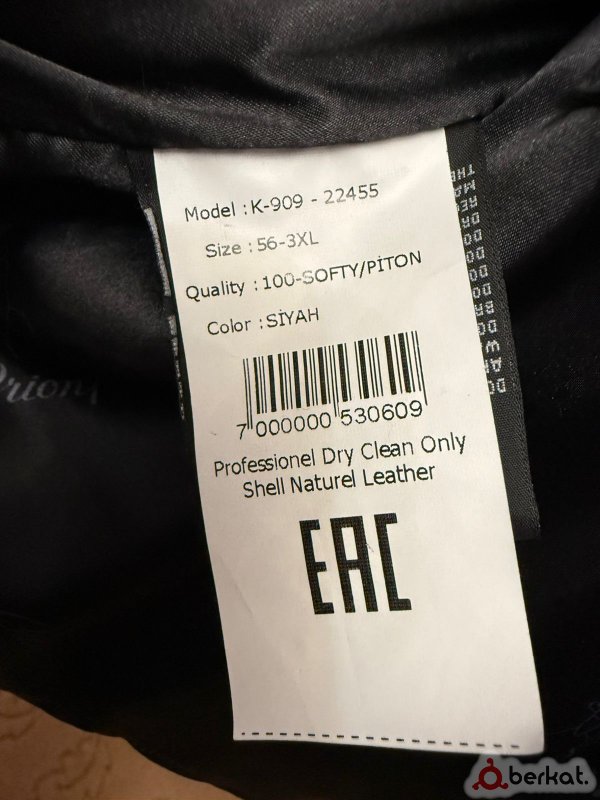 Model : K-909 - 22455
Size : 56-3XL
Quality : 100-SOFTY/PİTON
Color : SİYAH
7 000000 530609
Professionel Dry Clean Only
Shell Naturel Leather
EAC
berkat.